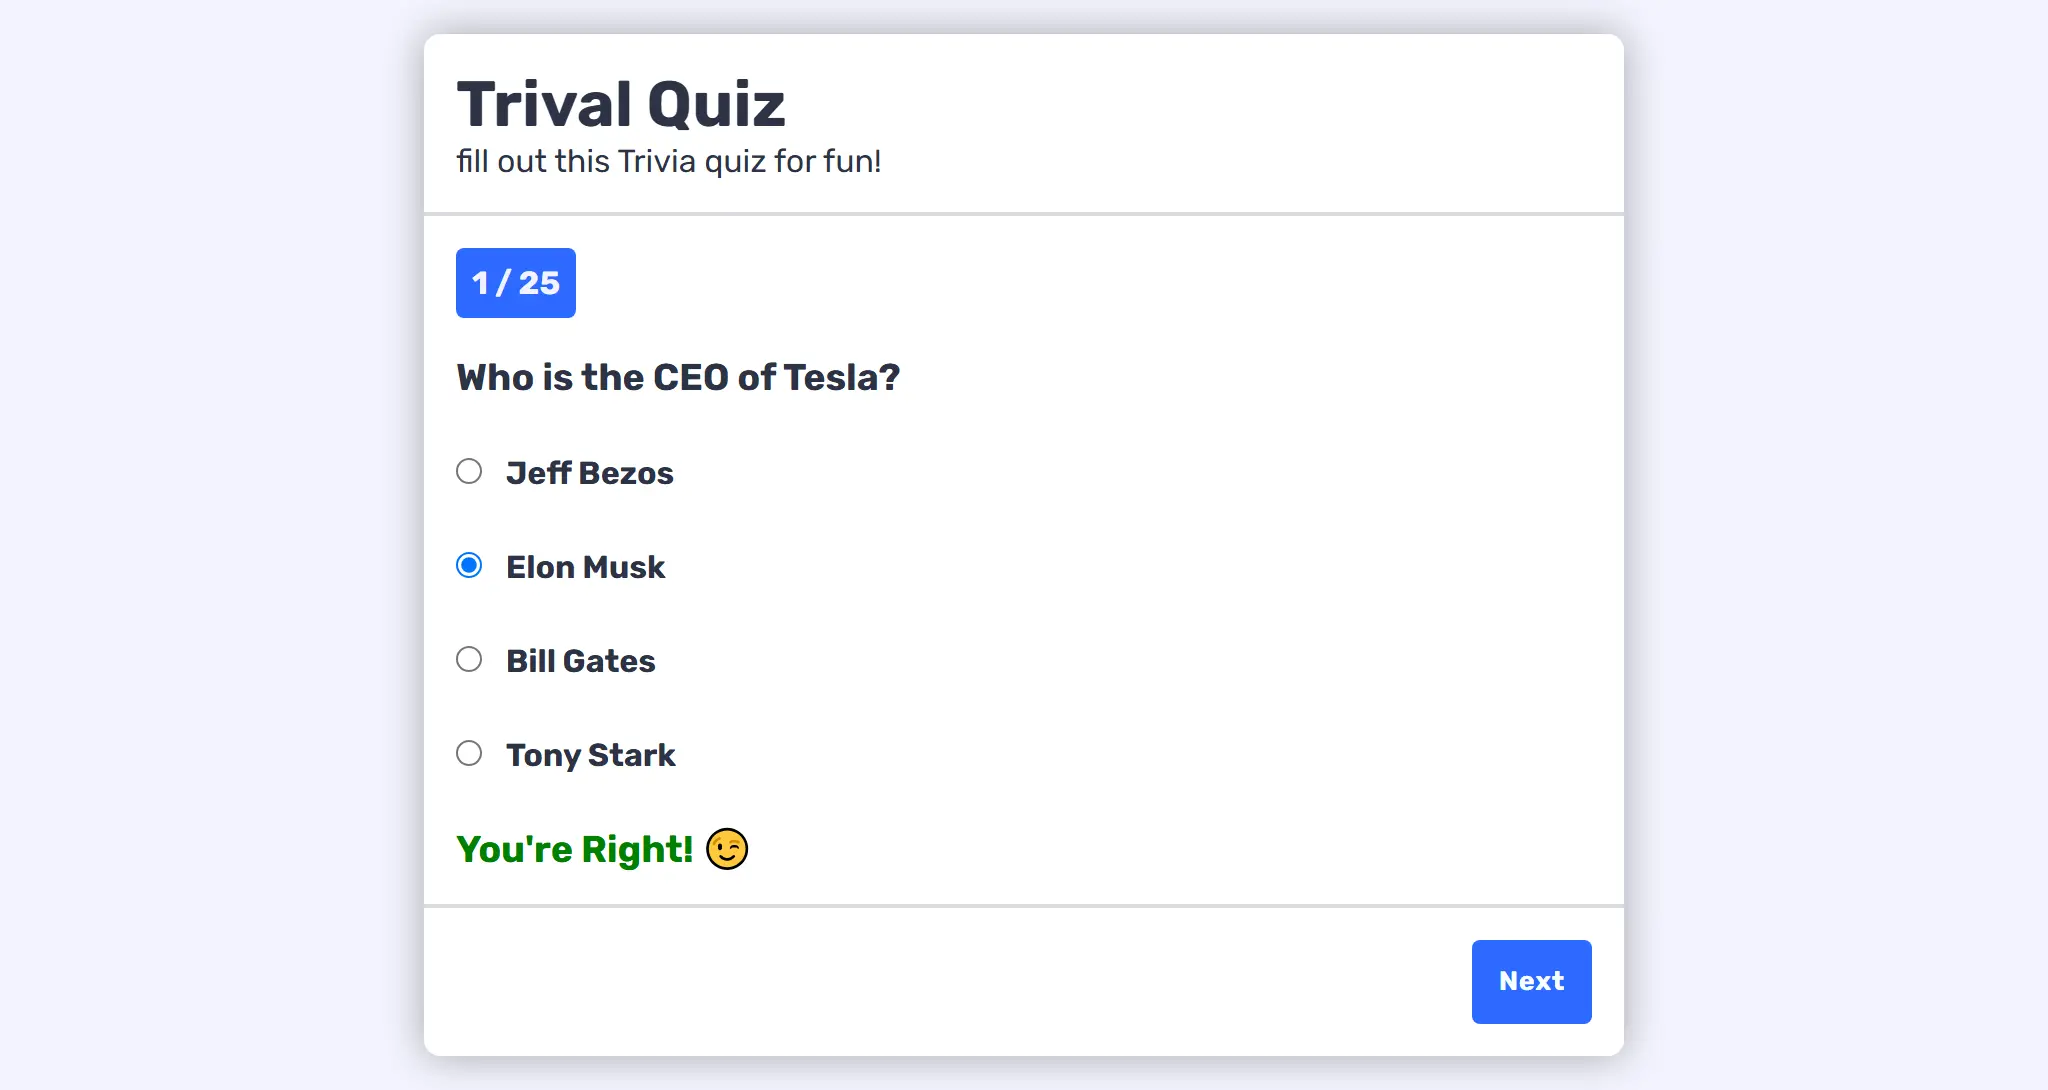 Trival Quiz
fill out this Trivia quiz for fun!
1 / 25
Who is the CEO of Tesla?
Jeff Bezos
Elon Musk
Bill Gates
Tony Stark
You're Right! 😉
Next